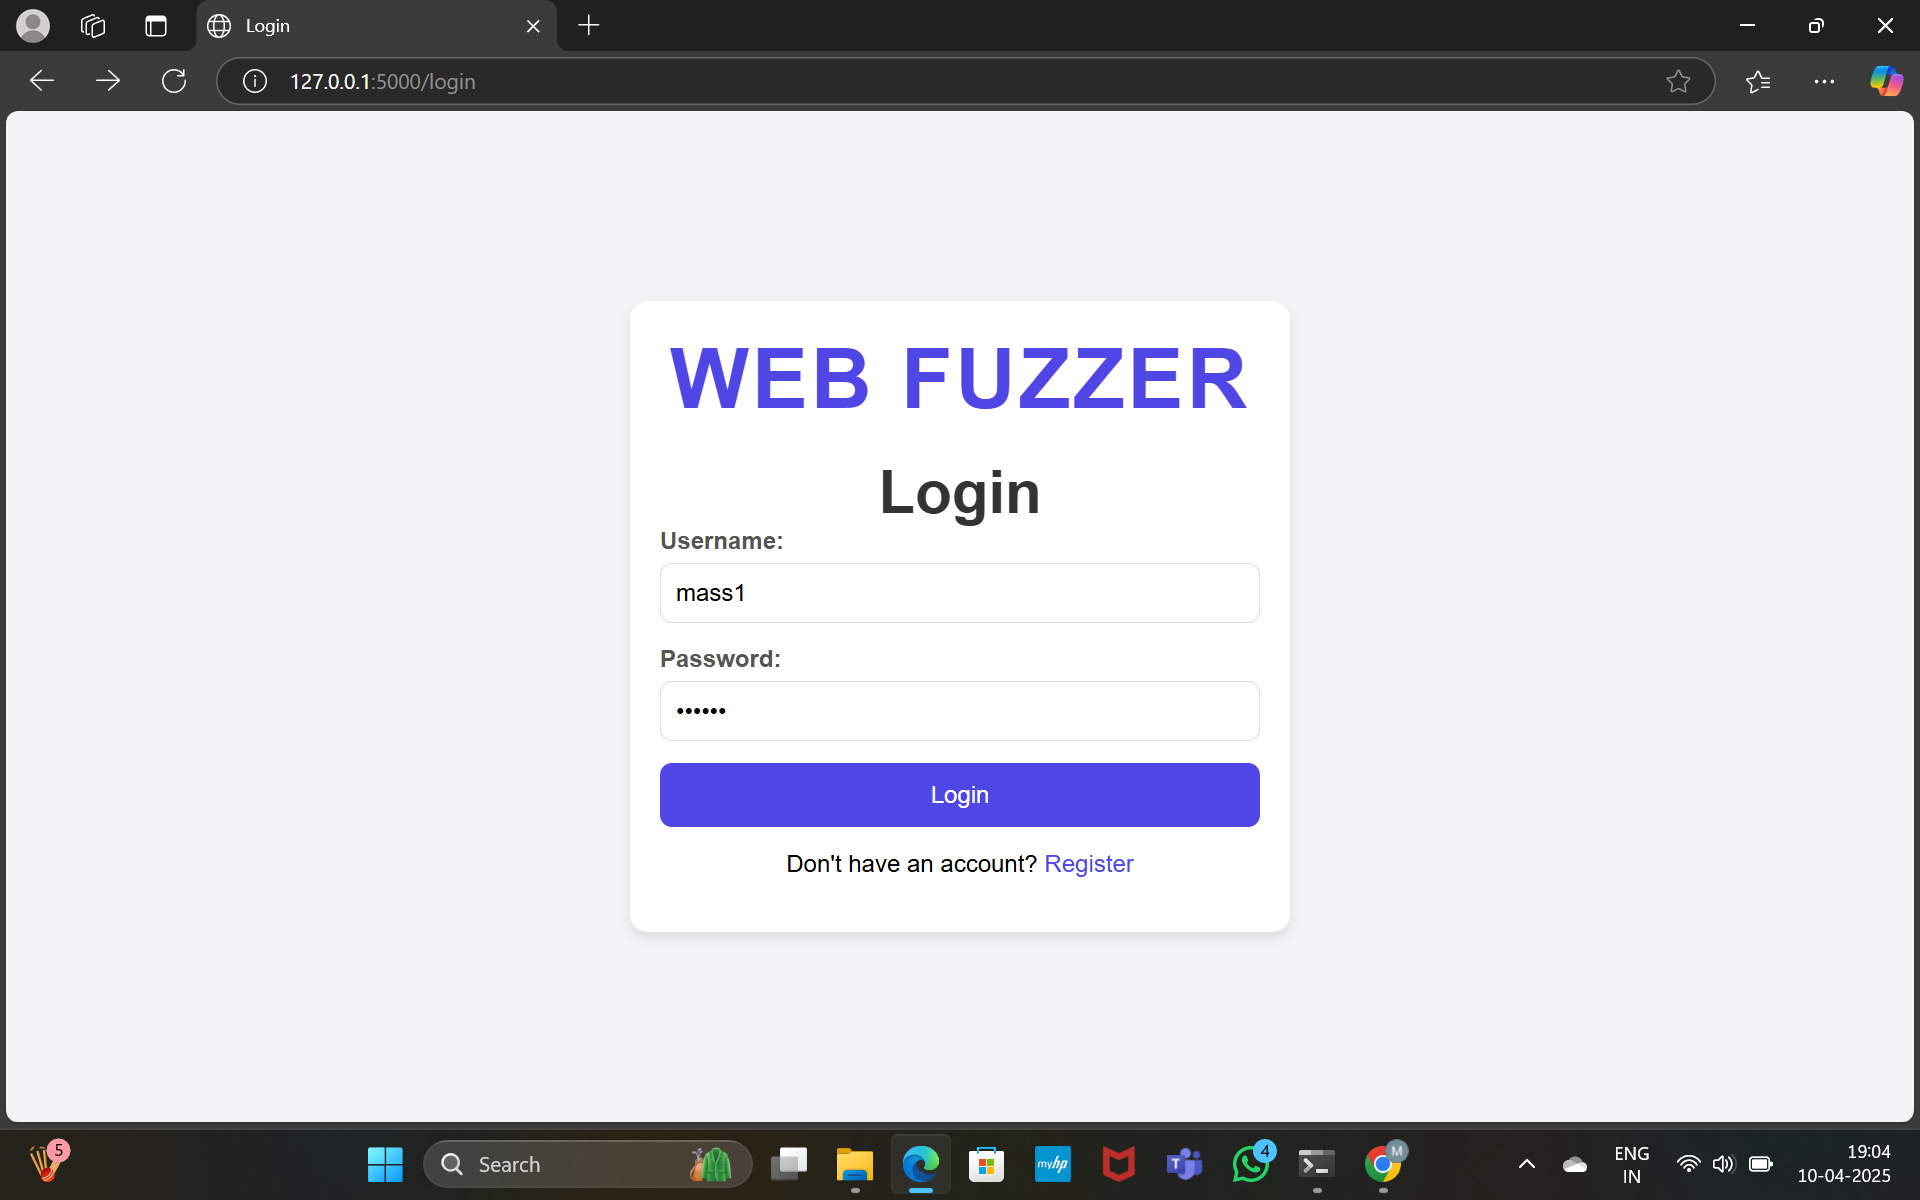 Login
127.0.0.1:5000/login
WEB FUZZER
Login
Username:
mass1
Password:
••••••
Login
Don't have an account? Register
5
Search
myhp
T
4
M
ENG
IN
19:04
10-04-2025